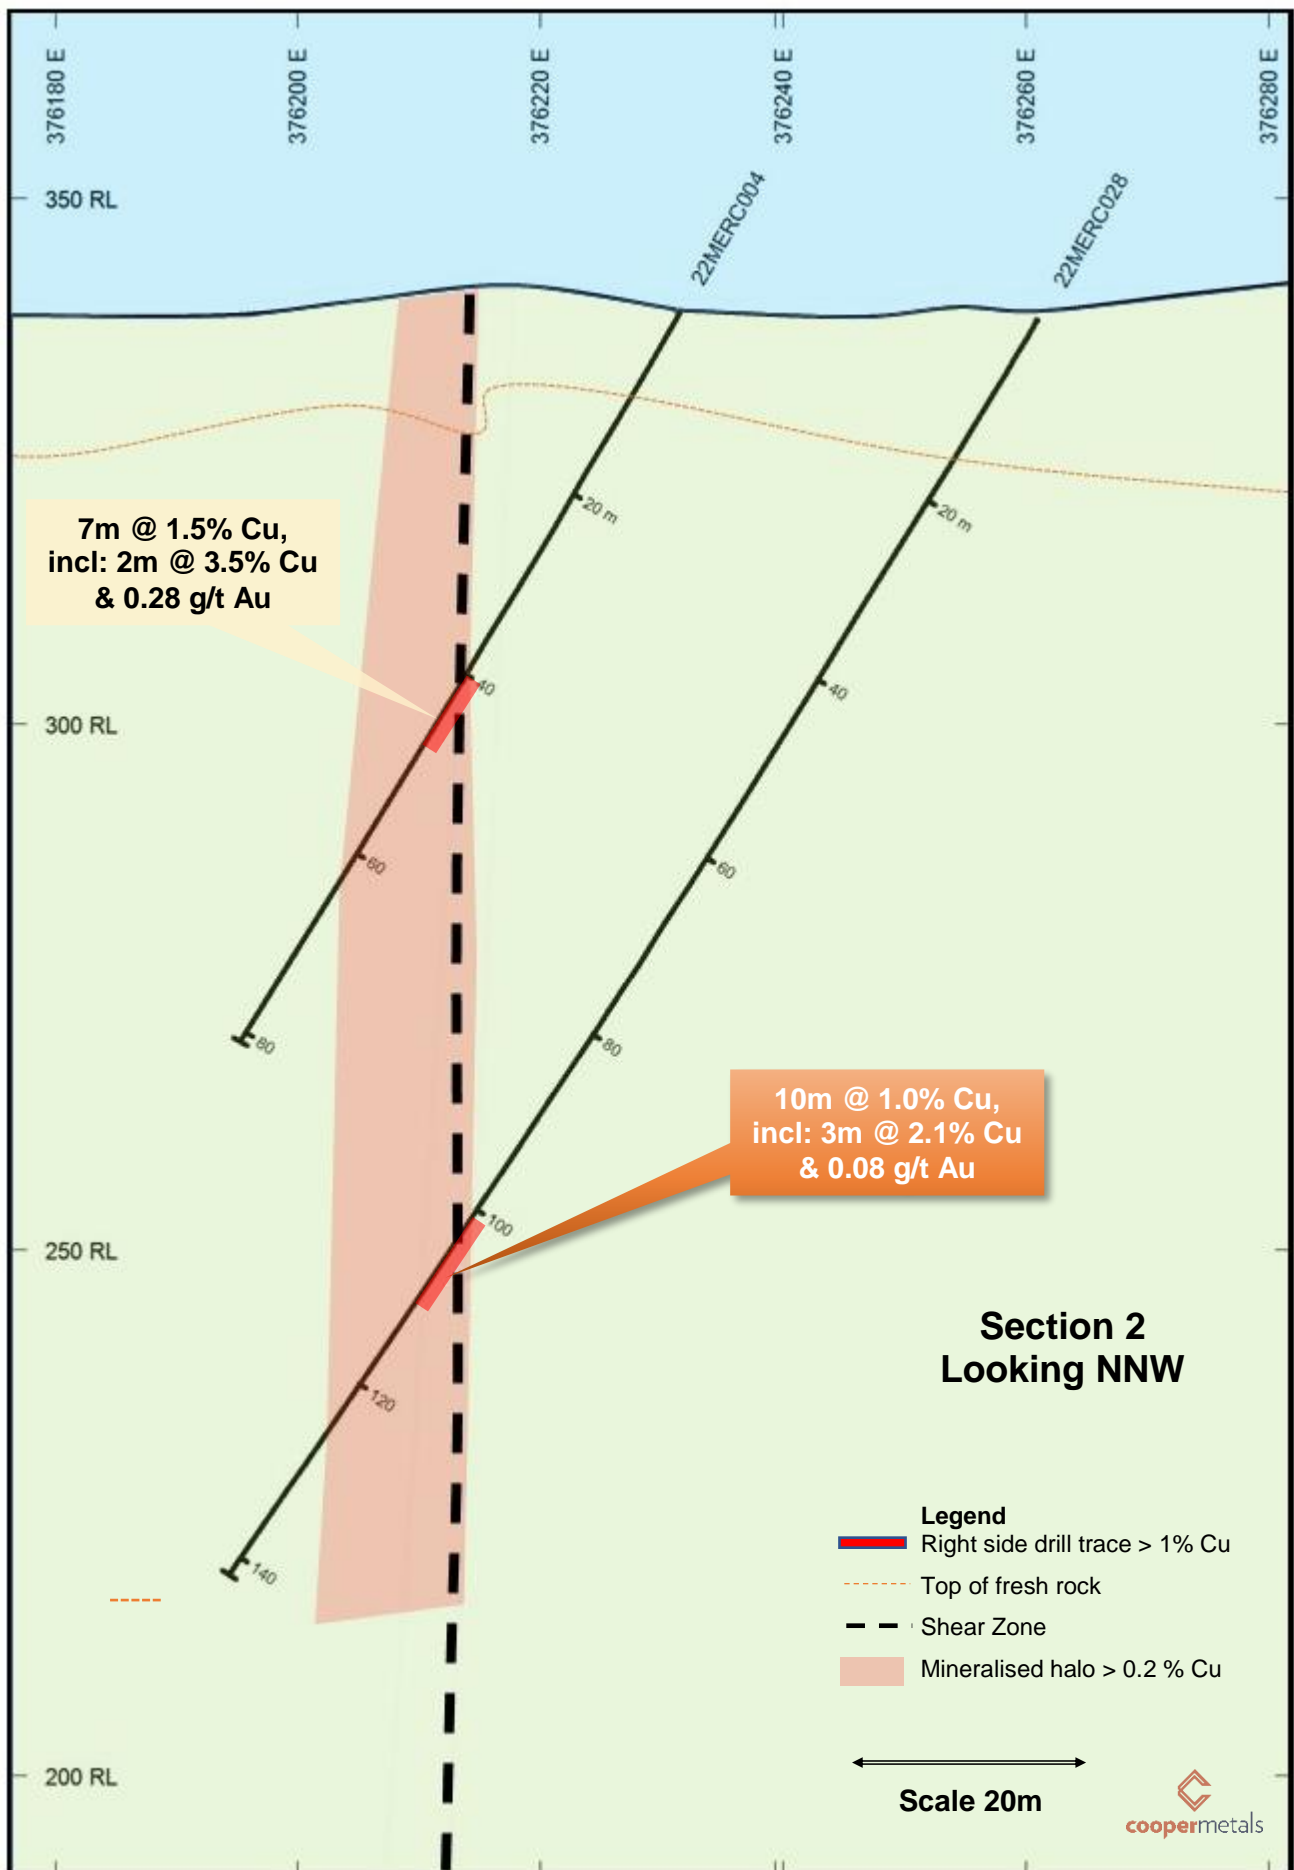 376180 E
376200 E
376220 E
376240 E
376260 E
376280 E
350 RL
22MERC004
22MERC028
20 m
20 m
7m @ 1.5% Cu,
incl: 2m @ 3.5% Cu
& 0.28 g/t Au
40
40
300 RL
60
60
80
80
10m @ 1.0% Cu,
incl: 3m @ 2.1% Cu
& 0.08 g/t Au
100
250 RL
Section 2
Looking NNW
120
Legend
Right side drill trace > 1% Cu
140
Top of fresh rock
Shear Zone
Mineralised halo > 0.2 % Cu
200 RL
Scale 20m
coopermetals